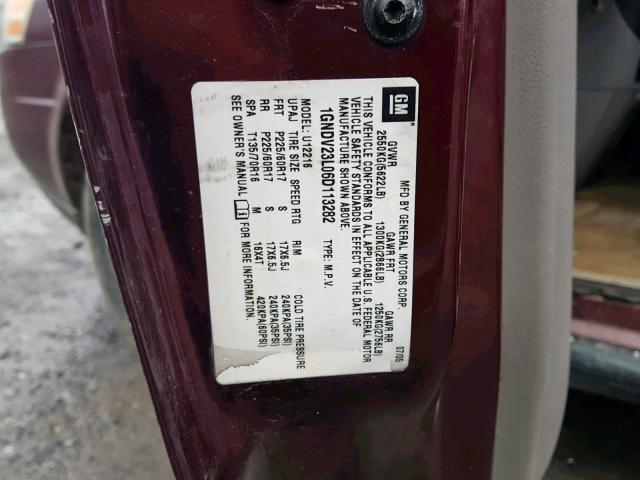 GM
MFD BY GENERAL MOTORS CORP. 07/05
GVWR GAWR FRT GAWR RR
2550KG(5622LB) 1300KG(2866LB) 1250KG(2756LB)
THIS VEHICLE CONFORMS TO ALL APPLICABLE U.S. FEDERAL MOTOR
VEHICLE SAFETY STANDARDS IN EFFECT ON THE DATE OF
MANUFACTURE SHOWN ABOVE.
1GNDV23L06D113282 TYPE: M.P.V.
MODEL: U12216
UPAJ TIRE SIZE SPEED RTG RIM COLD TIRE PRESSURE
FRT P225/60R17 S 17X6.5J 240KPA(35PSI)
RR P225/60R17 S 17X6.5J 240KPA(35PSI)
SPA T135/70R16 M 16X4T 420KPA(60PSI)
SEE OWNER'S MANUAL i FOR MORE INFORMATION.